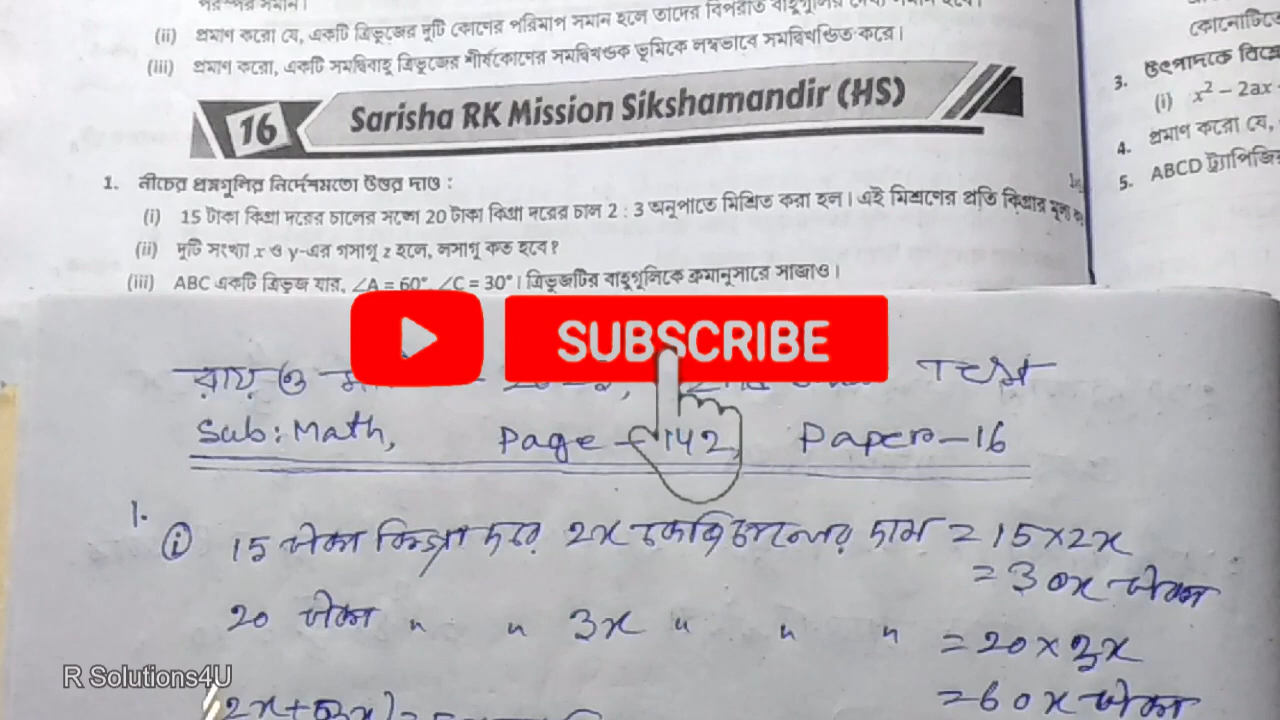 পরস্পর সমান।
(ii) প্রমাণ করো যে, একটি ত্রিভুজের দুটি কোণের পরিমাপ সমান হলে তাদের বিপরীত বাহুগুলির দৈর্ঘ্য সমান হবে।
(iii) প্রমাণ করো, একটি সমদ্বিবাহু ত্রিভুজের শীর্ষকোণের সমদ্বিখণ্ডক ভূমিকে লম্বভাবে সমদ্বিখণ্ডিত করে।
16 Sarisha RK Mission Sikshamandir (HS)
1. নীচের প্রশ্নগুলির নির্দেশমতো উত্তর দাও :
(i) 15 টাকা কিগ্রা দরের চালের সঙ্গে 20 টাকা কিগ্রা দরের চাল 2 : 3 অনুপাতে মিশ্রিত করা হল। এই মিশ্রণের প্রতি কিগ্রার মূল্য
(ii) দুটি সংখ্যা x ও y-এর গসাগু z হলে, লসাগু কত হবে?
(iii) ABC একটি ত্রিভুজ যার, ∠A = 60°, ∠C = 30°। ত্রিভুজটির বাহুগুলিকে ক্রমানুসারে সাজাও।
3. উৎপাদকে
(i) x² – 2ax
4. প্রমাণ করো যে,
5. ABCD ট্র্যাপিজি
SUBSCRIBE
রায় ও
Sub: Math, Page - 142, Paper - 16
1.
(i) 15 টাকা কিগ্রা দরে 2x কেজি চালের দাম = 15×2x
= 30x টাকা
20 টাকা " " 3x " " " = 20×3x
= 60x টাকা
R Solutions4U